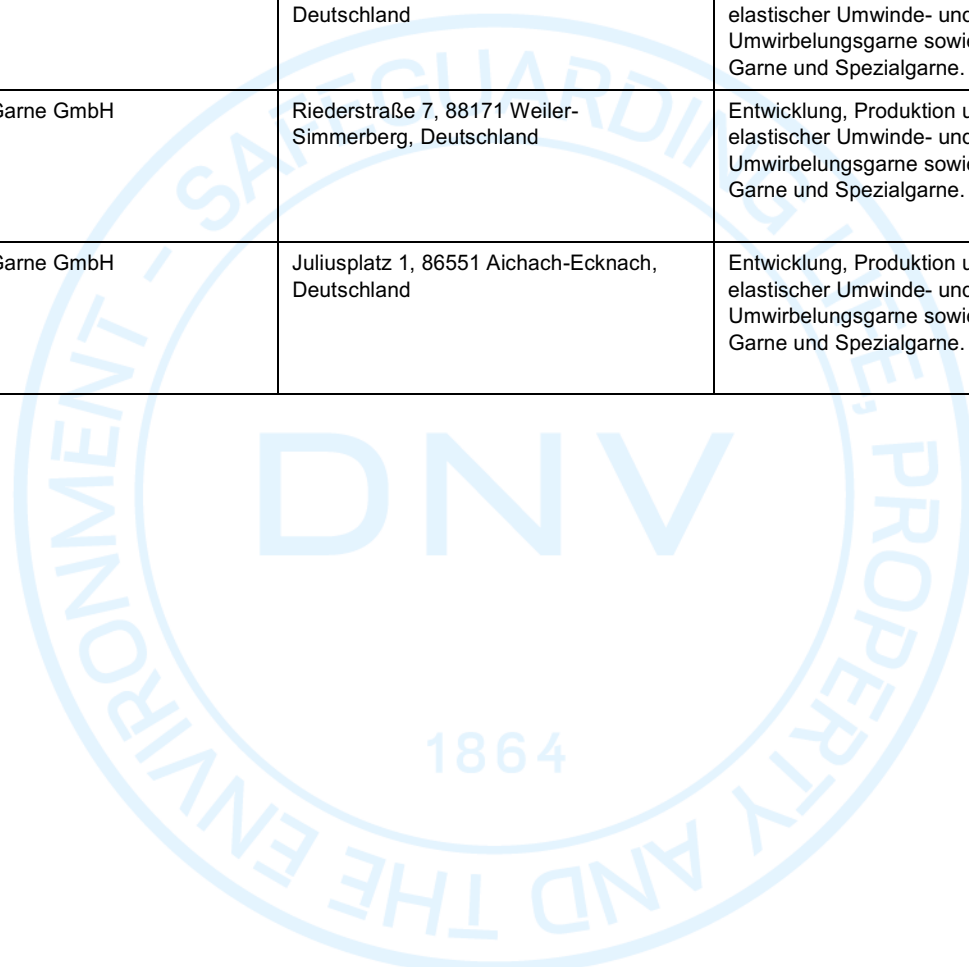 Deutschland
elastischer Umwinde- und
Umwirbelungsgarne sowie
Garne und Spezialgarne.
Garne GmbH
Riederstraße 7, 88171 Weiler-
Simmerberg, Deutschland
Entwicklung, Produktion u
elastischer Umwinde- und
Umwirbelungsgarne sowie
Garne und Spezialgarne.
Garne GmbH
Juliusplatz 1, 86551 Aichach-Ecknach,
Deutschland
Entwicklung, Produktion u
elastischer Umwinde- und
Umwirbelungsgarne sowie
Garne und Spezialgarne.
SAFEGUARDING LIFE, PROPERTY AND THE ENVIRONMENT -
DNV
1864